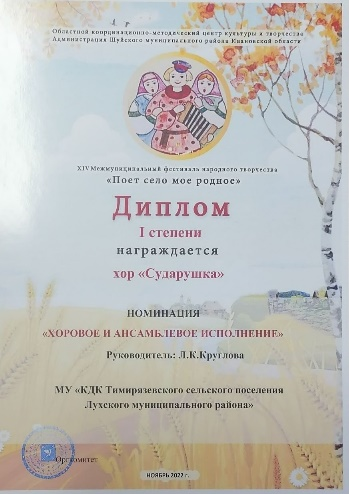 Областной координационно-методический центр культуры и творчества
Администрация Шуйского муниципального района Ивановской области
XIV Межмуниципальный фестиваль народного творчества
«Поет село мое родное»
Диплом
I степени
награждается
хор «Сударушка»
НОМИНАЦИЯ
«ХОРОВОЕ И АНСАМБЛЕВОЕ ИСПОЛНЕНИЕ»
Руководитель: Л.К.Круглова
МУ «КДК Тимирязевского сельского поселения
Лухского муниципального района»
Оргкомитет
НОЯБРЬ 2022 г.